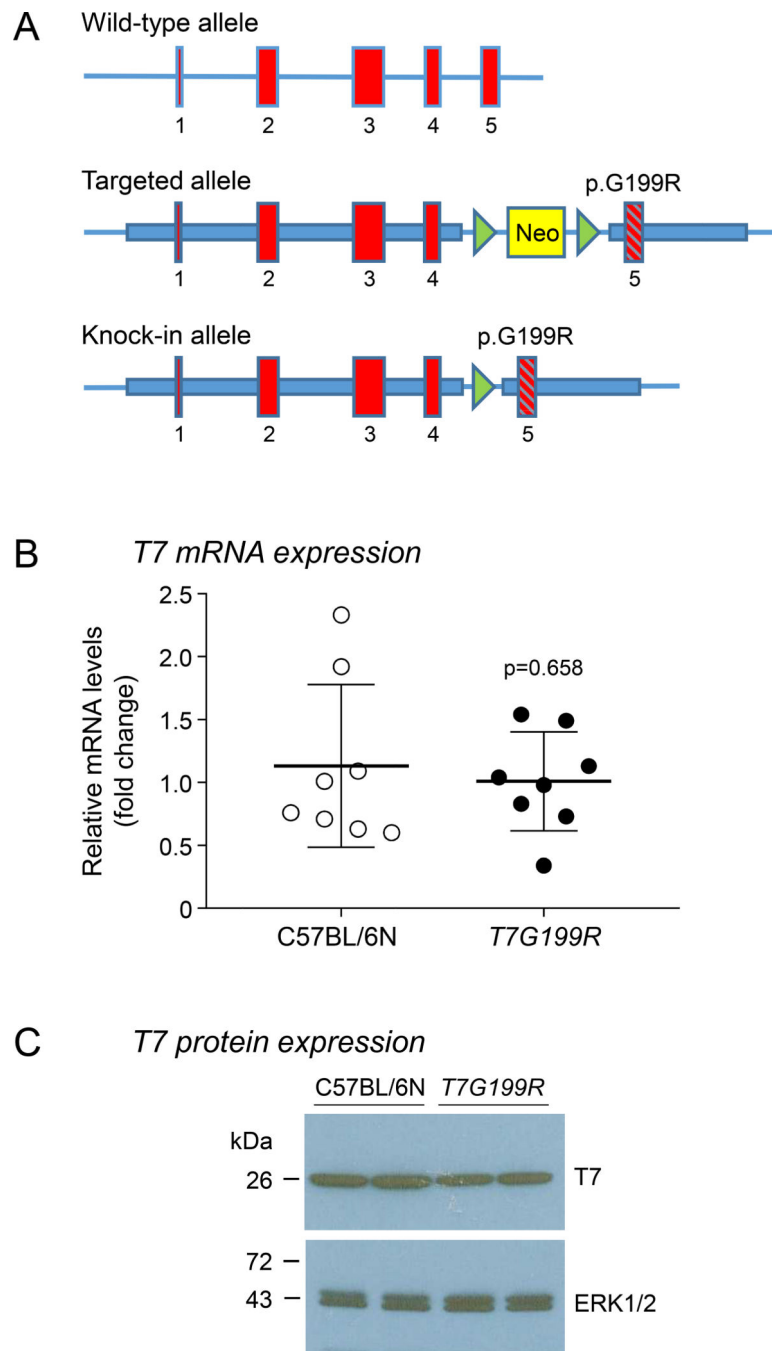 A
Wild-type allele
1 2 3 4 5
Targeted allele
p.G199R
Neo
1 2 3 4 5
Knock-in allele
p.G199R
1 2 3 4 5
B
T7 mRNA expression
Relative mRNA levels
(fold change)
2.5
2.0
1.5
1.0
0.5
0
p=0.658
C57BL/6N T7G199R
C
T7 protein expression
C57BL/6N T7G199R
kDa
26
T7
72
43
ERK1/2